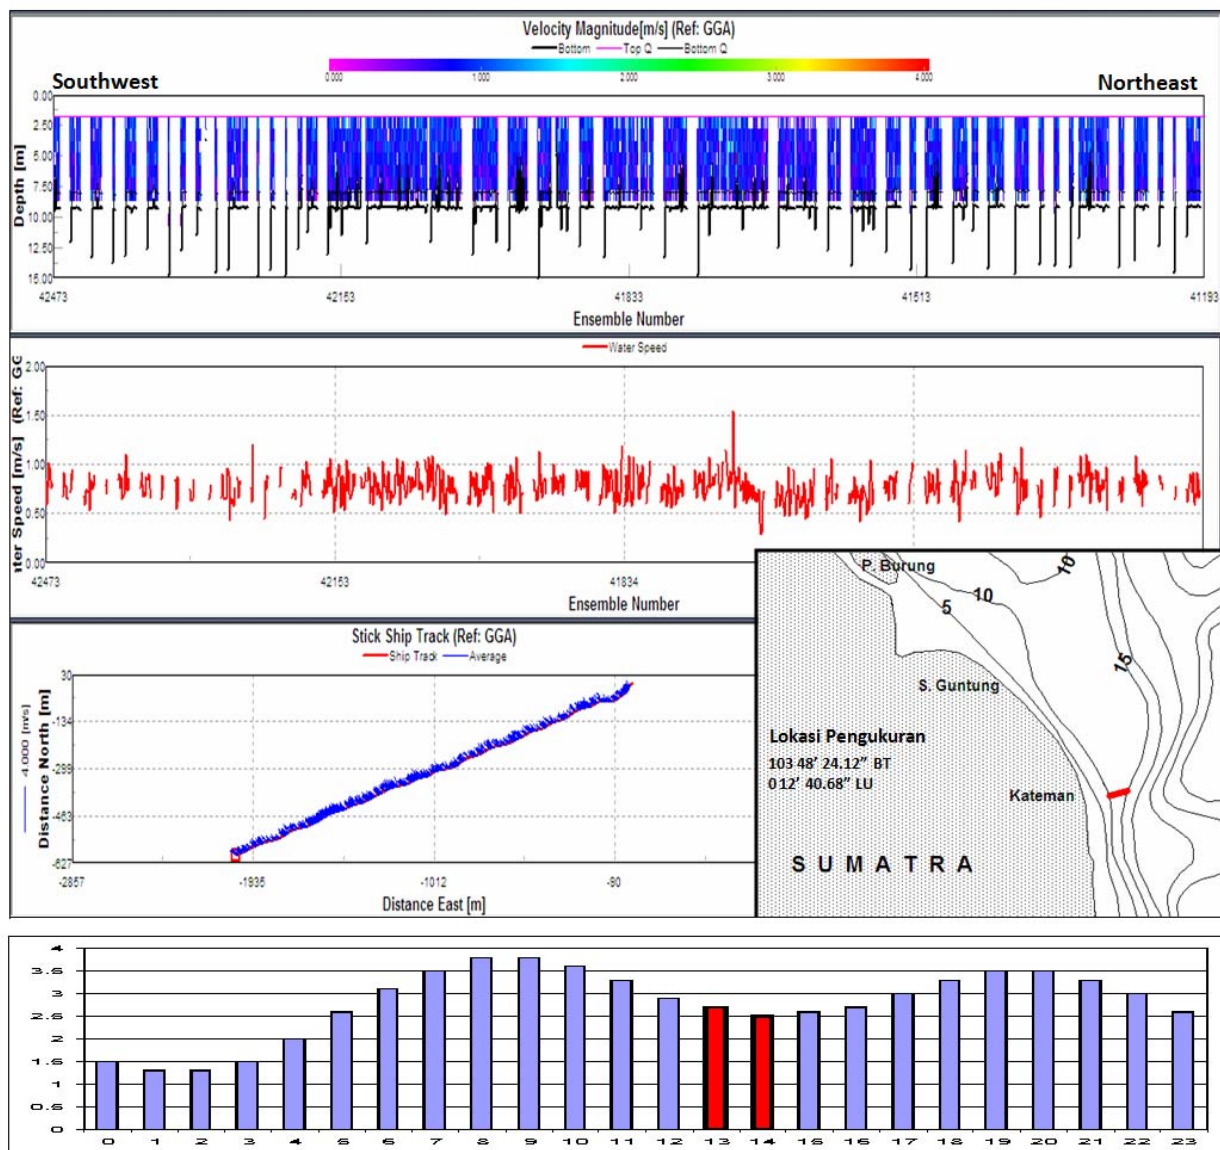 Velocity Magnitude[m/s] (Ref: GGA)
Bottom Top Q Bottom Q
0.000 1.000 2.000 3.000 4.000
Southwest Northeast
0.00
2.50
5.00
7.50
10.00
12.50
15.00
Depth [m]
42473 42153 41833 41513 41193
Ensemble Number
Water Speed
2.00
1.50
1.00
0.50
0.00
ter Speed [m/s] (Ref: GG
42473 42153 41834
Ensemble Number
Stick Ship Track (Ref: GGA)
Ship Track Average
30
-134
-299
-463
-627
-4.000 [m/s]
Distance North [m]
-2857 -1935 -1012 -90
Distance East [m]
P. Burung
10
5
10
15
S. Guntung
Lokasi Pengukuran
103 48' 24.12" BT
0 12' 40.68" LU
Kateman
SUMATRA
4
3.5
3
2.5
2
1.5
1
0.5
0
0 1 2 3 4 5 6 7 8 9 10 11 12 13 14 15 16 17 18 19 20 21 22 23